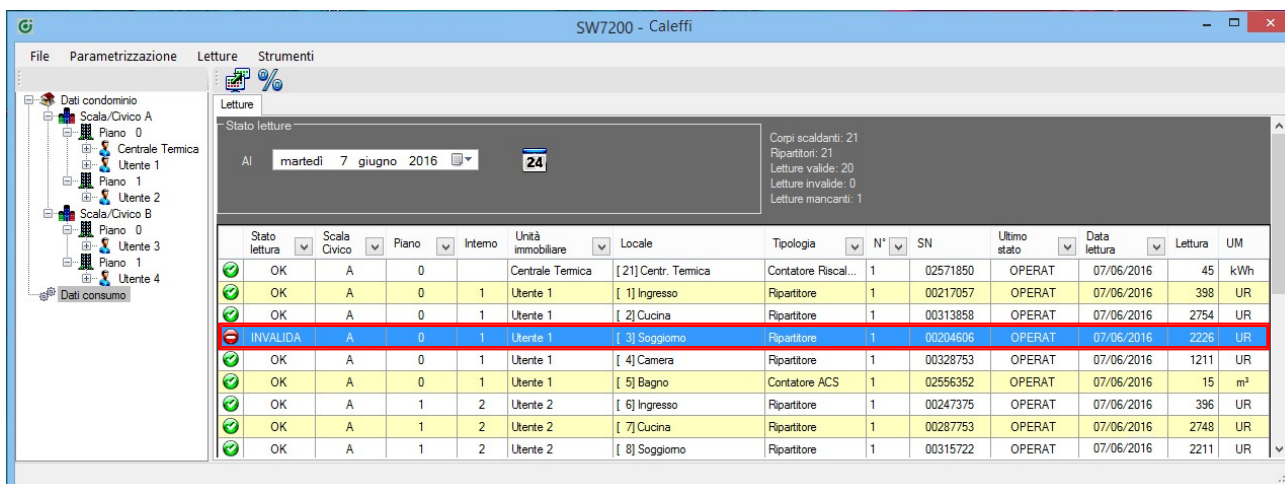 SW7200 - Caleffi
File Parametrizzazione Letture Strumenti
Dati condominio
Scala/Civico A
Piano 0
Centrale Termica
Utente 1
Piano 1
Utente 2
Scala/Civico B
Piano 0
Utente 3
Piano 1
Utente 4
Dati consumo
Letture
Stato letture
Al martedì 7 giugno 2016 24
Corpi scaldanti: 21
Ripartitori: 21
Letture valide: 20
Letture invalide: 0
Letture mancanti: 1
Stato lettura Scala Civico Piano Interno Unità immobiliare Locale Tipologia N° SN Ultimo stato Data lettura Lettura UM
OK A 0 Centrale Termica [ 21] Centr. Termica Contatore Riscal... 1 02571850 OPERAT 07/06/2016 45 kWh
OK A 0 1 Utente 1 [ 1] Ingresso Ripartitore 1 00217057 OPERAT 07/06/2016 398 UR
OK A 0 1 Utente 1 [ 2] Cucina Ripartitore 1 00313858 OPERAT 07/06/2016 2754 UR
INVALIDA A 0 1 Utente 1 [ 3] Soggiorno Ripartitore 1 00204606 OPERAT 07/06/2016 2226 UR
OK A 0 1 Utente 1 [ 4] Camera Ripartitore 1 00328753 OPERAT 07/06/2016 1211 UR
OK A 0 1 Utente 1 [ 5] Bagno Contatore ACS 1 02556352 OPERAT 07/06/2016 15 m³
OK A 1 2 Utente 2 [ 6] Ingresso Ripartitore 1 00247375 OPERAT 07/06/2016 396 UR
OK A 1 2 Utente 2 [ 7] Cucina Ripartitore 1 00287753 OPERAT 07/06/2016 2748 UR
OK A 1 2 Utente 2 [ 8] Soggiorno Ripartitore 1 00315722 OPERAT 07/06/2016 2211 UR